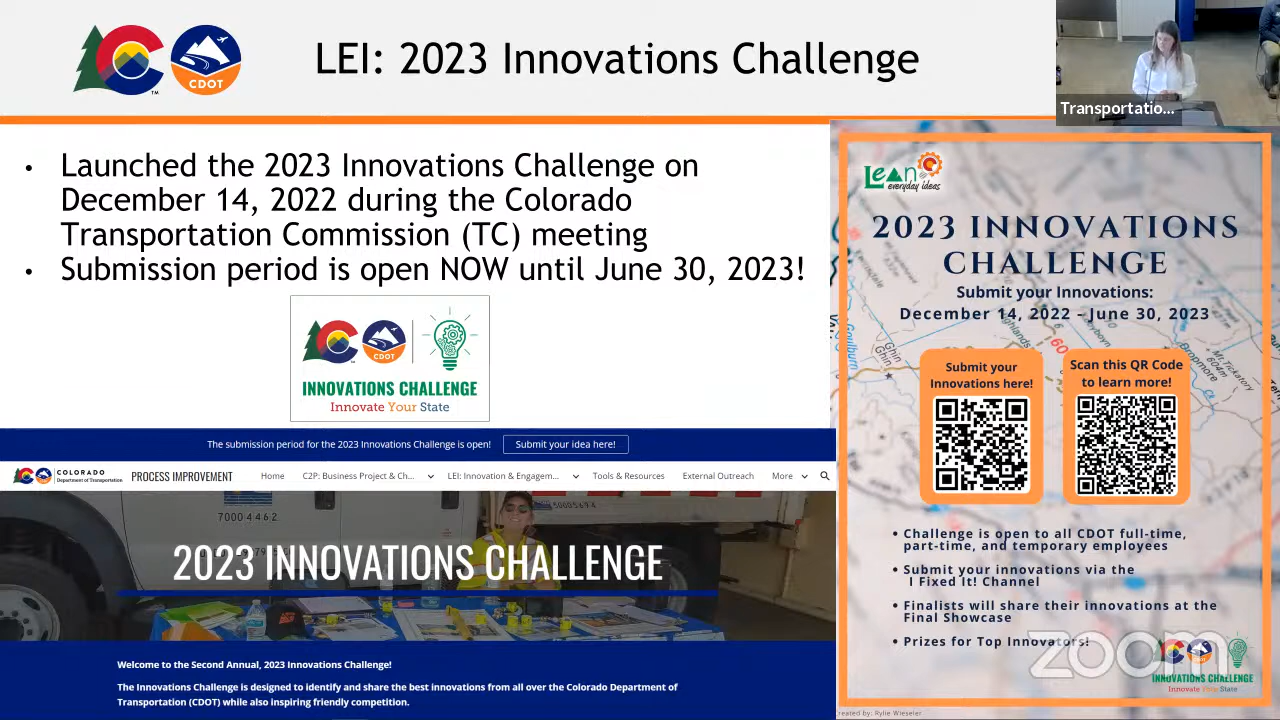 CDOT
LEI: 2023 Innovations Challenge
Transportatio...
• Launched the 2023 Innovations Challenge on
December 14, 2022 during the Colorado
Transportation Commission (TC) meeting
• Submission period is open NOW until June 30, 2023!
CDOT
INNOVATIONS CHALLENGE
Innovate Your State
The submission period for the 2023 Innovations Challenge is open!
Submit your idea here!
COLORADO
Department of Transportation
PROCESS IMPROVEMENT
Home
C2P: Business Project & Ch...
LEI: Innovation & Engagem...
Tools & Resources
External Outreach
More
7000-4462
2023 INNOVATIONS CHALLENGE
Welcome to the Second Annual, 2023 Innovations Challenge!
The Innovations Challenge is designed to identify and share the best innovations from all over the Colorado Department of
Transportation (CDOT) while also inspiring friendly competition.
Lean
everyday ideas
2023 INNOVATIONS
CHALLENGE
Submit your Innovations:
December 14, 2022 - June 30, 2023
Submit your
Innovations here!
Scan this QR Code
to learn more!
• Challenge is open to all CDOT full-time,
part-time, and temporary employees
• Submit your innovations via the
I Fixed It! Channel
• Finalists will share their innovations at the
Final Showcase
• Prizes for Top Innovators!
zoom
INNOVATIONS CHALLENGE
Innovate Your State
Created by: Rylie Wieseler